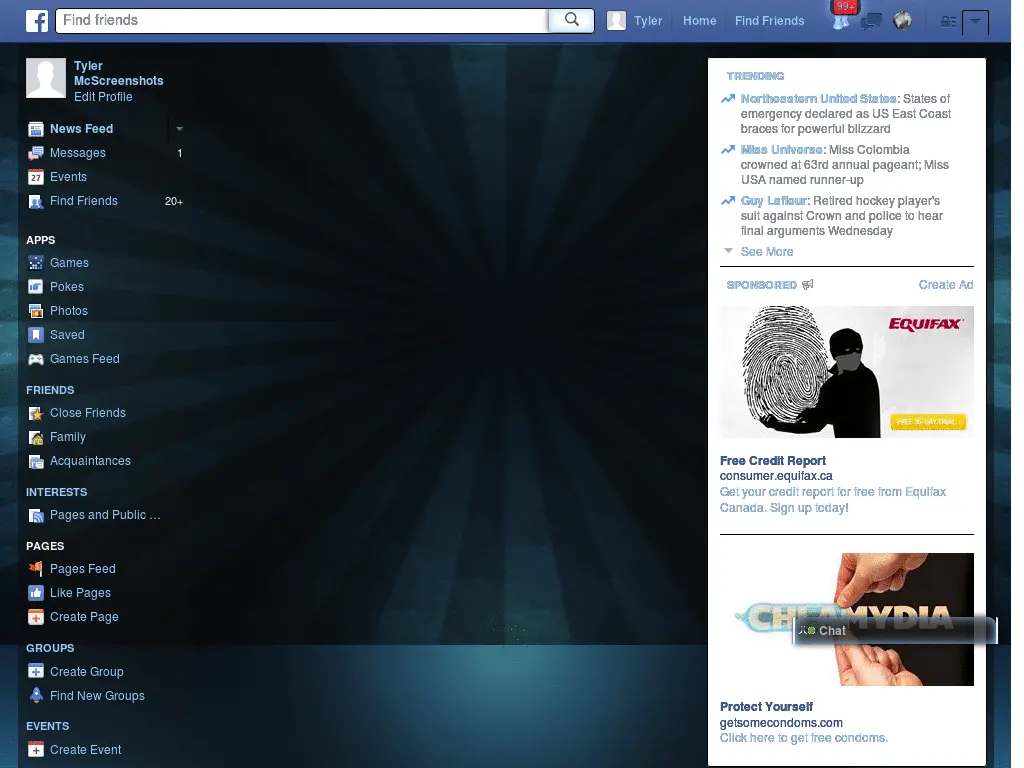 Find friends
Tyler
Home
Find Friends
99+
Tyler
McScreenshots
Edit Profile
News Feed
Messages 1
27 Events
Find Friends 20+
APPS
Games
Pokes
Photos
Saved
Games Feed
FRIENDS
Close Friends
Family
Acquaintances
INTERESTS
Pages and Public ...
PAGES
Pages Feed
Like Pages
Create Page
GROUPS
Create Group
Find New Groups
EVENTS
Create Event
TRENDING
Northeastern United States: States of
emergency declared as US East Coast
braces for powerful blizzard
Miss Universe: Miss Colombia
crowned at 63rd annual pageant; Miss
USA named runner-up
Guy Lafleur: Retired hockey player's
suit against Crown and police to hear
final arguments Wednesday
See More
SPONSORED Create Ad
EQUIFAX
FREE 30-DAY TRIAL
Free Credit Report
consumer.equifax.ca
Get your credit report for free from Equifax
Canada. Sign up today!
CHLAMYDIA
Chat
Protect Yourself
getsomecondoms.com
Click here to get free condoms.